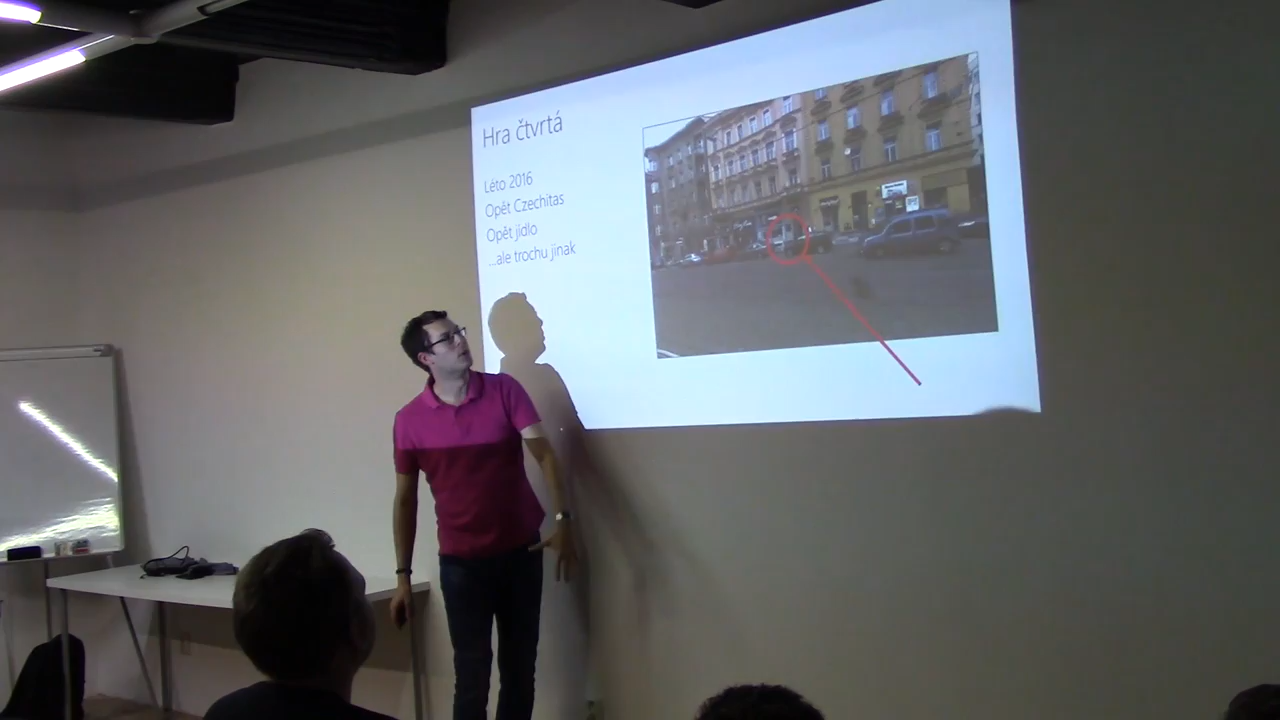 Hra čtvrtá
Léto 2016
Opět Czechitas
Opět jídlo
...ale trochu jinak